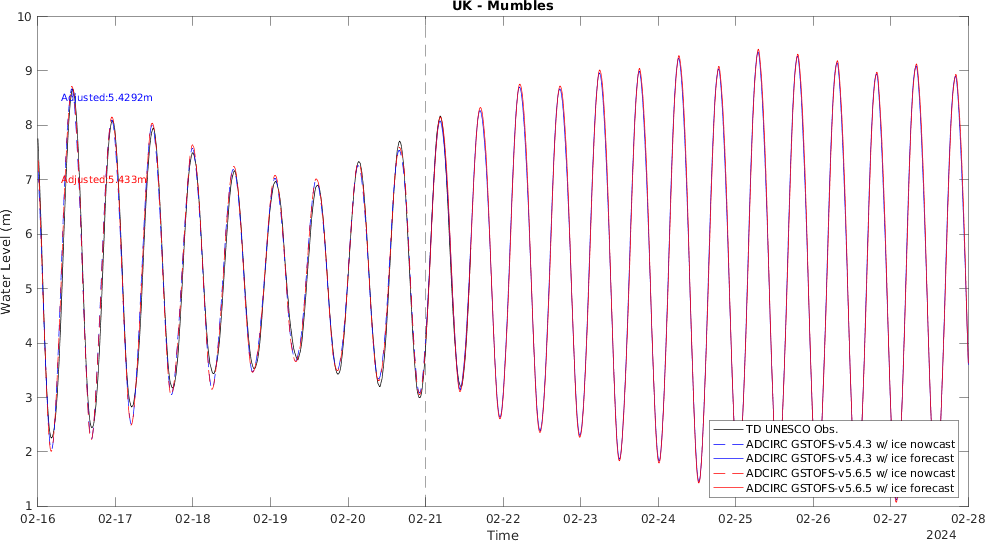 UK - Mumbles
10
9
8
7
6
5
4
3
2
1
Water Level (m)
Adjusted:5.4292m
Adjusted:5.433m
TD UNESCO Obs.
ADCIRC GSTOFS-v5.4.3 w/ ice nowcast
ADCIRC GSTOFS-v5.4.3 w/ ice forecast
ADCIRC GSTOFS-v5.6.5 w/ ice nowcast
ADCIRC GSTOFS-v5.6.5 w/ ice forecast
02-16 02-17 02-18 02-19 02-20 02-21 02-22 02-23 02-24 02-25 02-26 02-27 02-28
Time
2024